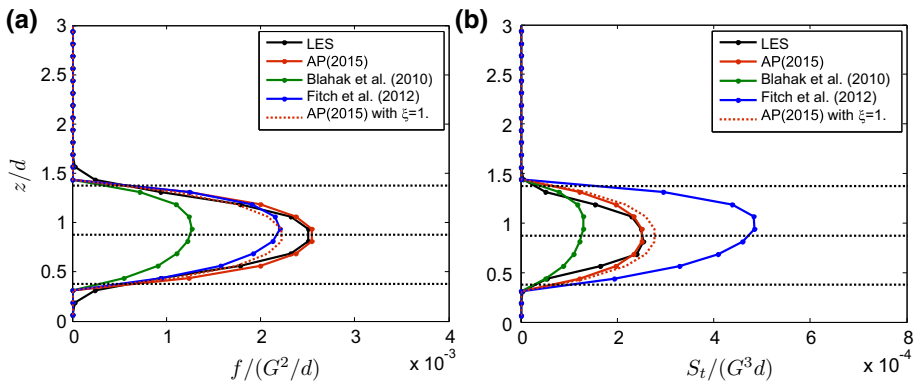 (a)
3
2.5
2
1.5
1
0.5
0
z/d
LES
AP(2015)
Blahak et al. (2010)
Fitch et al. (2012)
AP(2015) with ξ=1.
0 1 2 3 4
x 10⁻³
f/(G²/d)
(b)
3
2.5
2
1.5
1
0.5
0
LES
AP(2015)
Blahak et al. (2010)
Fitch et al. (2012)
AP(2015) with ξ=1.
0 2 4 6 8
x 10⁻⁴
Sₜ/(G³d)